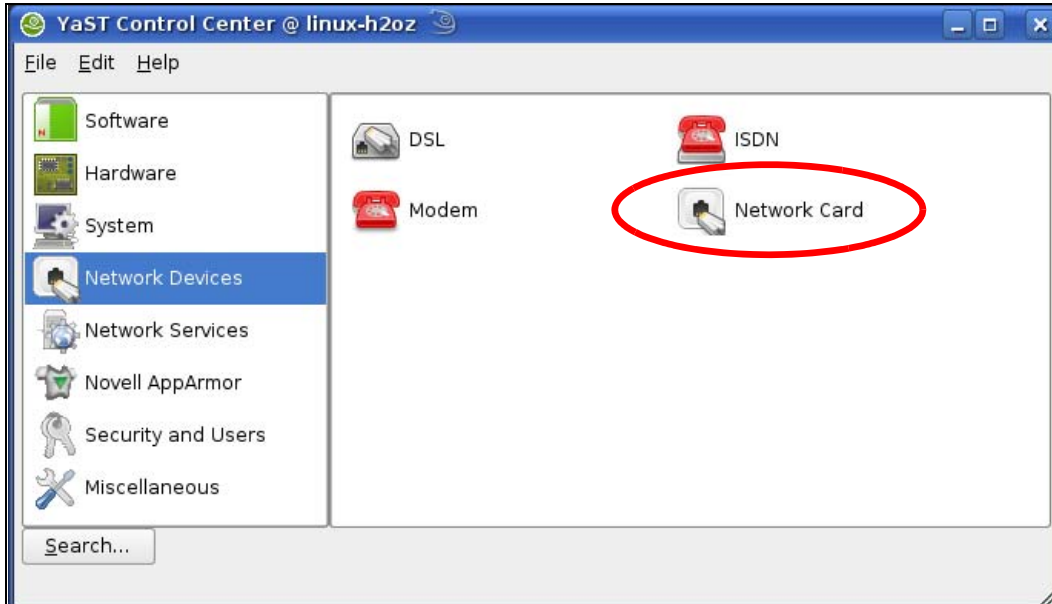 YaST Control Center @ linux-h2oz
File Edit Help
Software
Hardware
System
Network Devices
Network Services
Novell AppArmor
Security and Users
Miscellaneous
DSL
ISDN
Modem
Network Card
Search...